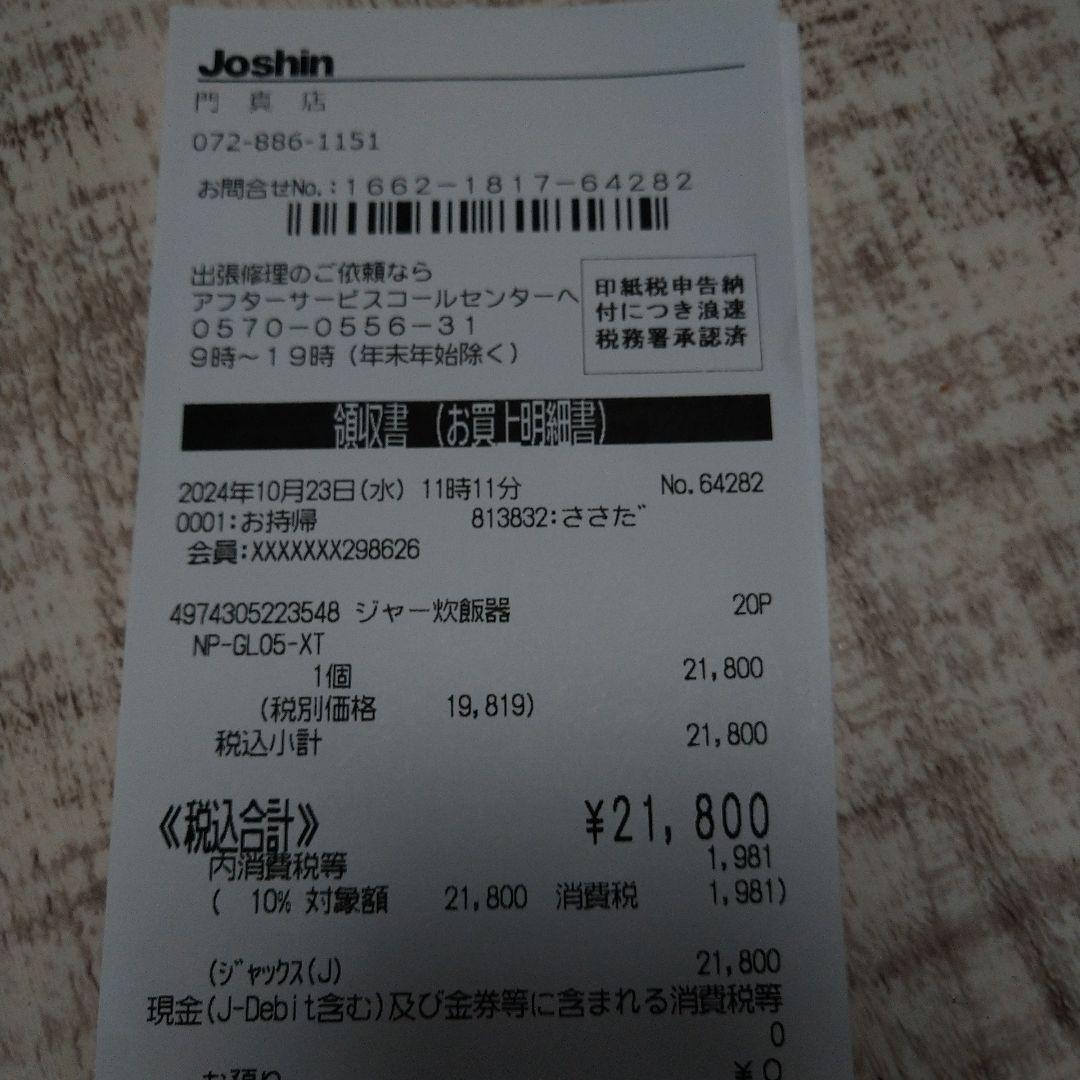 Joshin
門 真 店
072-886-1151
お問合せNo.:1662-1817-64282
出張修理のご依頼なら
アフターサービスコールセンターへ
0570-0556-31
9時～19時(年末年始除く)
印紙税申告納
付につき浪速
税務署承認済
領収書 (お買上明細書)
2024年10月23日(水) 11時11分 No.64282
0001:お持帰 813832:ささだ
会員:XXXXXXX298626
4974305223548 ジャー炊飯器 20P
NP-GL05-XT
1個 21,800
(税別価格 19,819)
税込小計 21,800
《税込合計》 ¥21,800
内消費税等 1,981
( 10% 対象額 21,800 消費税 1,981)
(ジャックス(J) 21,800
現金(J-Debit含む)及び金券等に含まれる消費税等
0
お預り ¥0